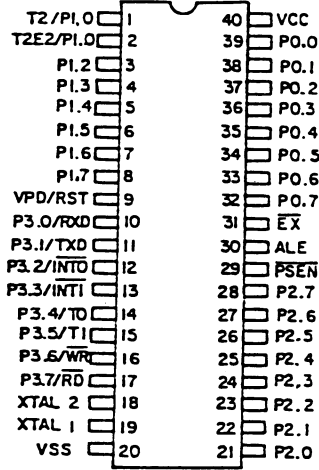 T2/P1.0 1 40 VCC
T2E2/P1.0 2 39 P0.0
P1.2 3 38 P0.1
P1.3 4 37 P0.2
P1.4 5 36 P0.3
P1.5 6 35 P0.4
P1.6 7 34 P0.5
P1.7 8 33 P0.6
VPD/RST 9 32 P0.7
P3.0/RXD 10 31 E̅X̅
P3.1/TXD 11 30 ALE
P3.2/I̅N̅T̅0̅ 12 29 P̅S̅E̅N̅
P3.3/I̅N̅T̅1̅ 13 28 P2.7
P3.4/T0 14 27 P2.6
P3.5/T1 15 26 P2.5
P3.6/W̅R̅ 16 25 P2.4
P3.7/R̅D̅ 17 24 P2.3
XTAL 2 18 23 P2.2
XTAL 1 19 22 P2.1
VSS 20 21 P2.0